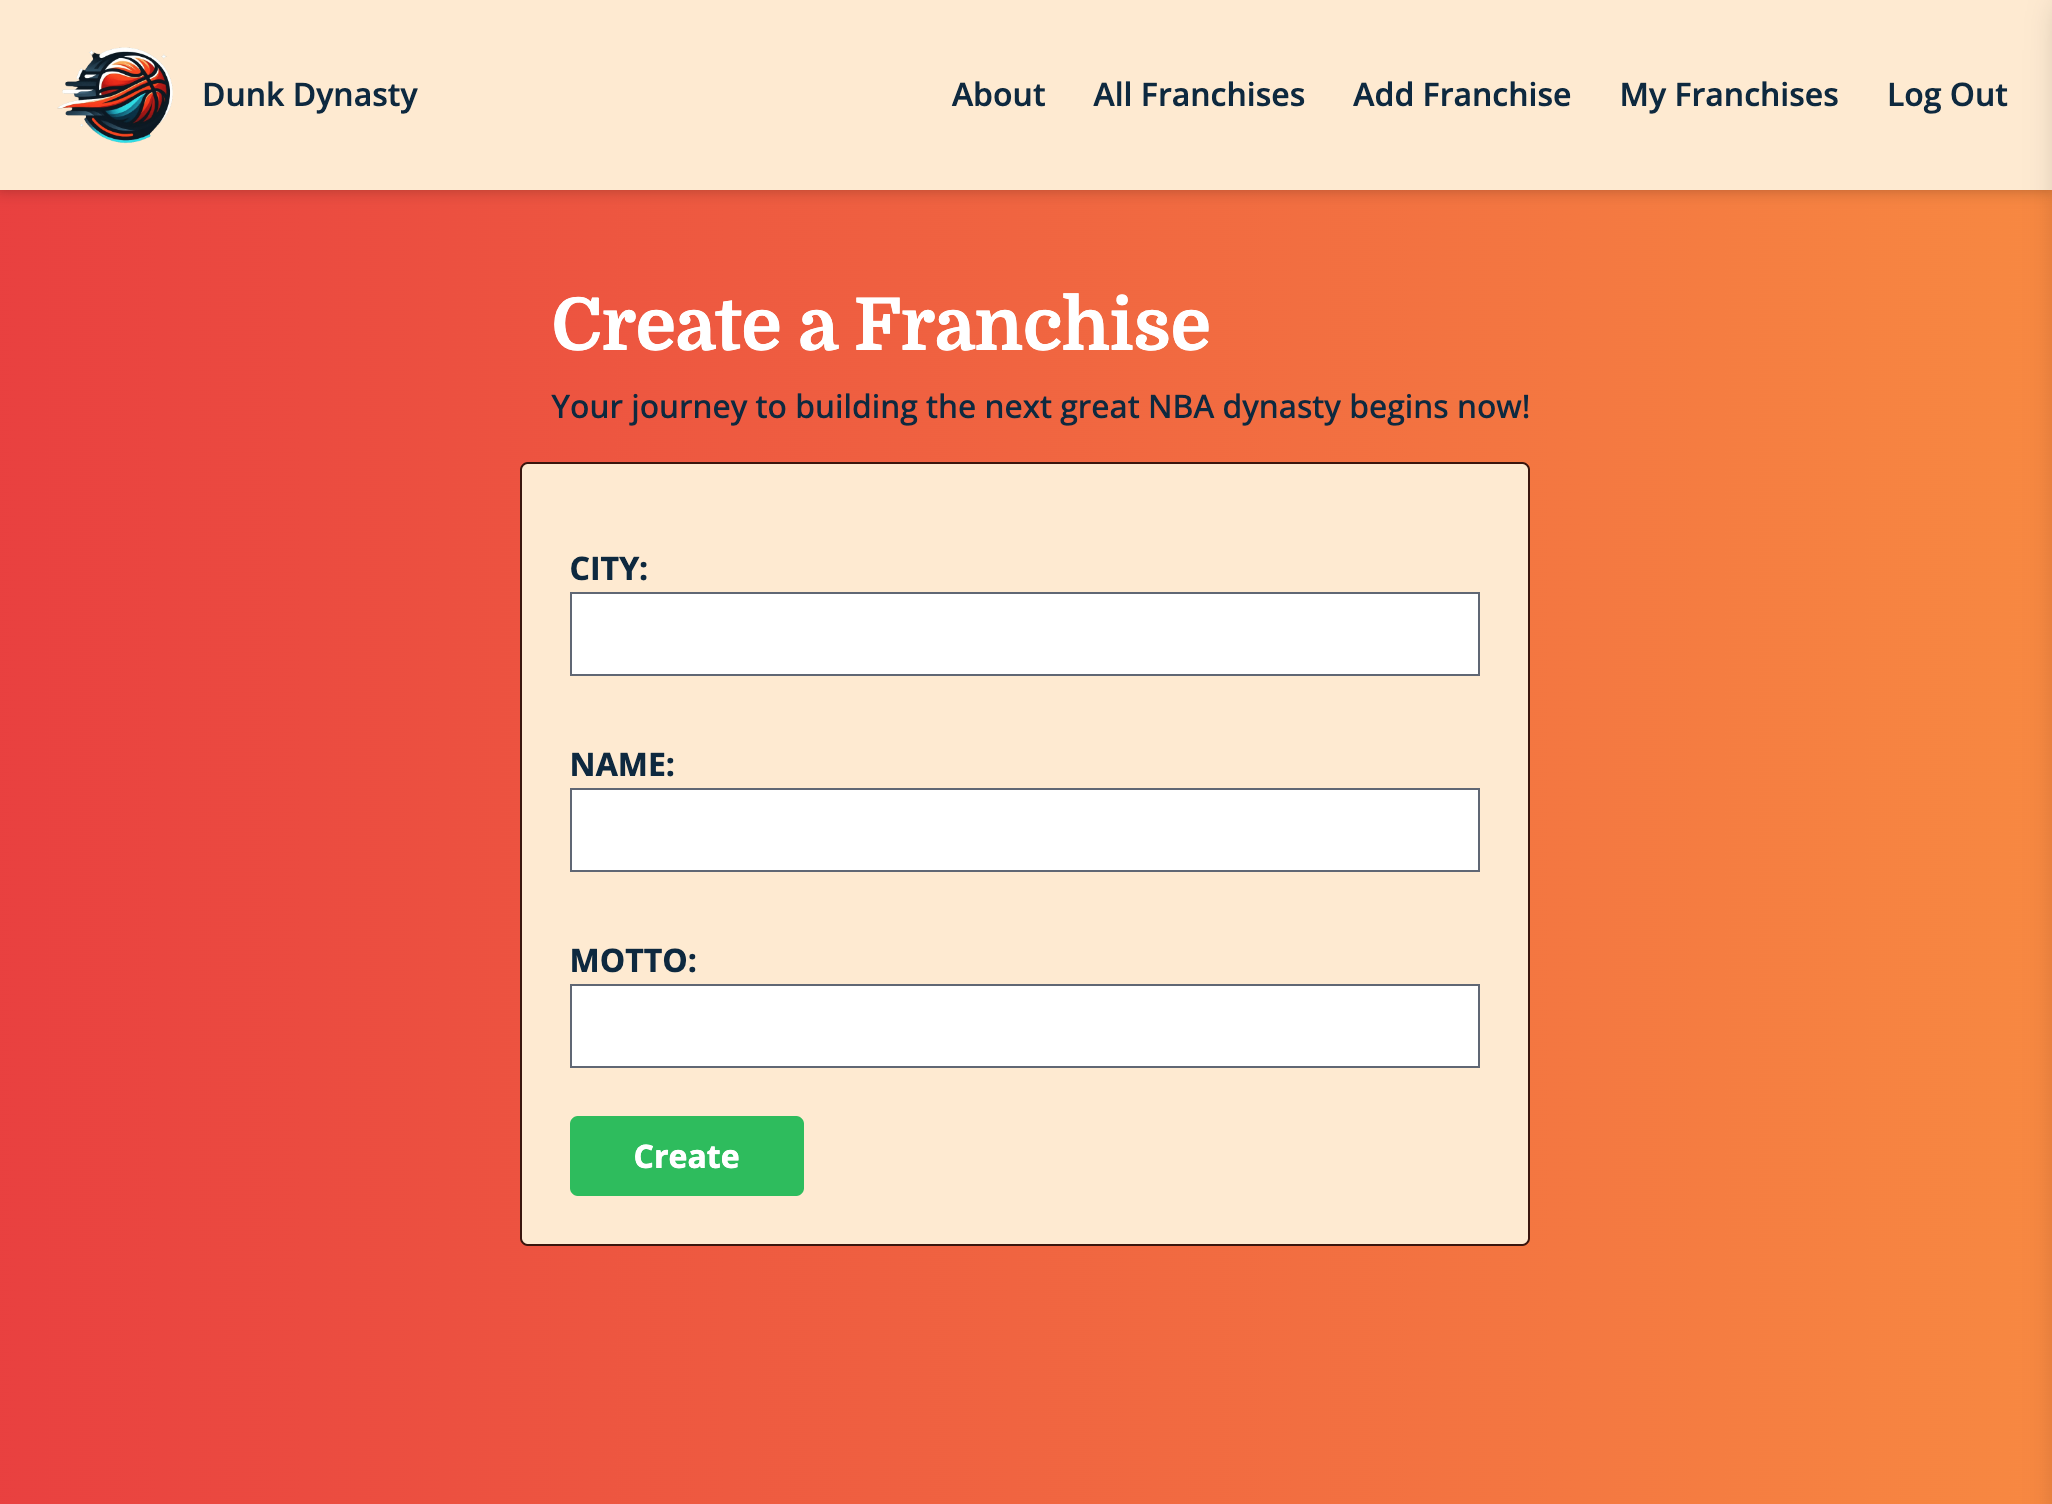 Dunk Dynasty About All Franchises Add Franchise My Franchises Log Out
Create a Franchise
Your journey to building the next great NBA dynasty begins now!
CITY:
NAME:
MOTTO:
Create